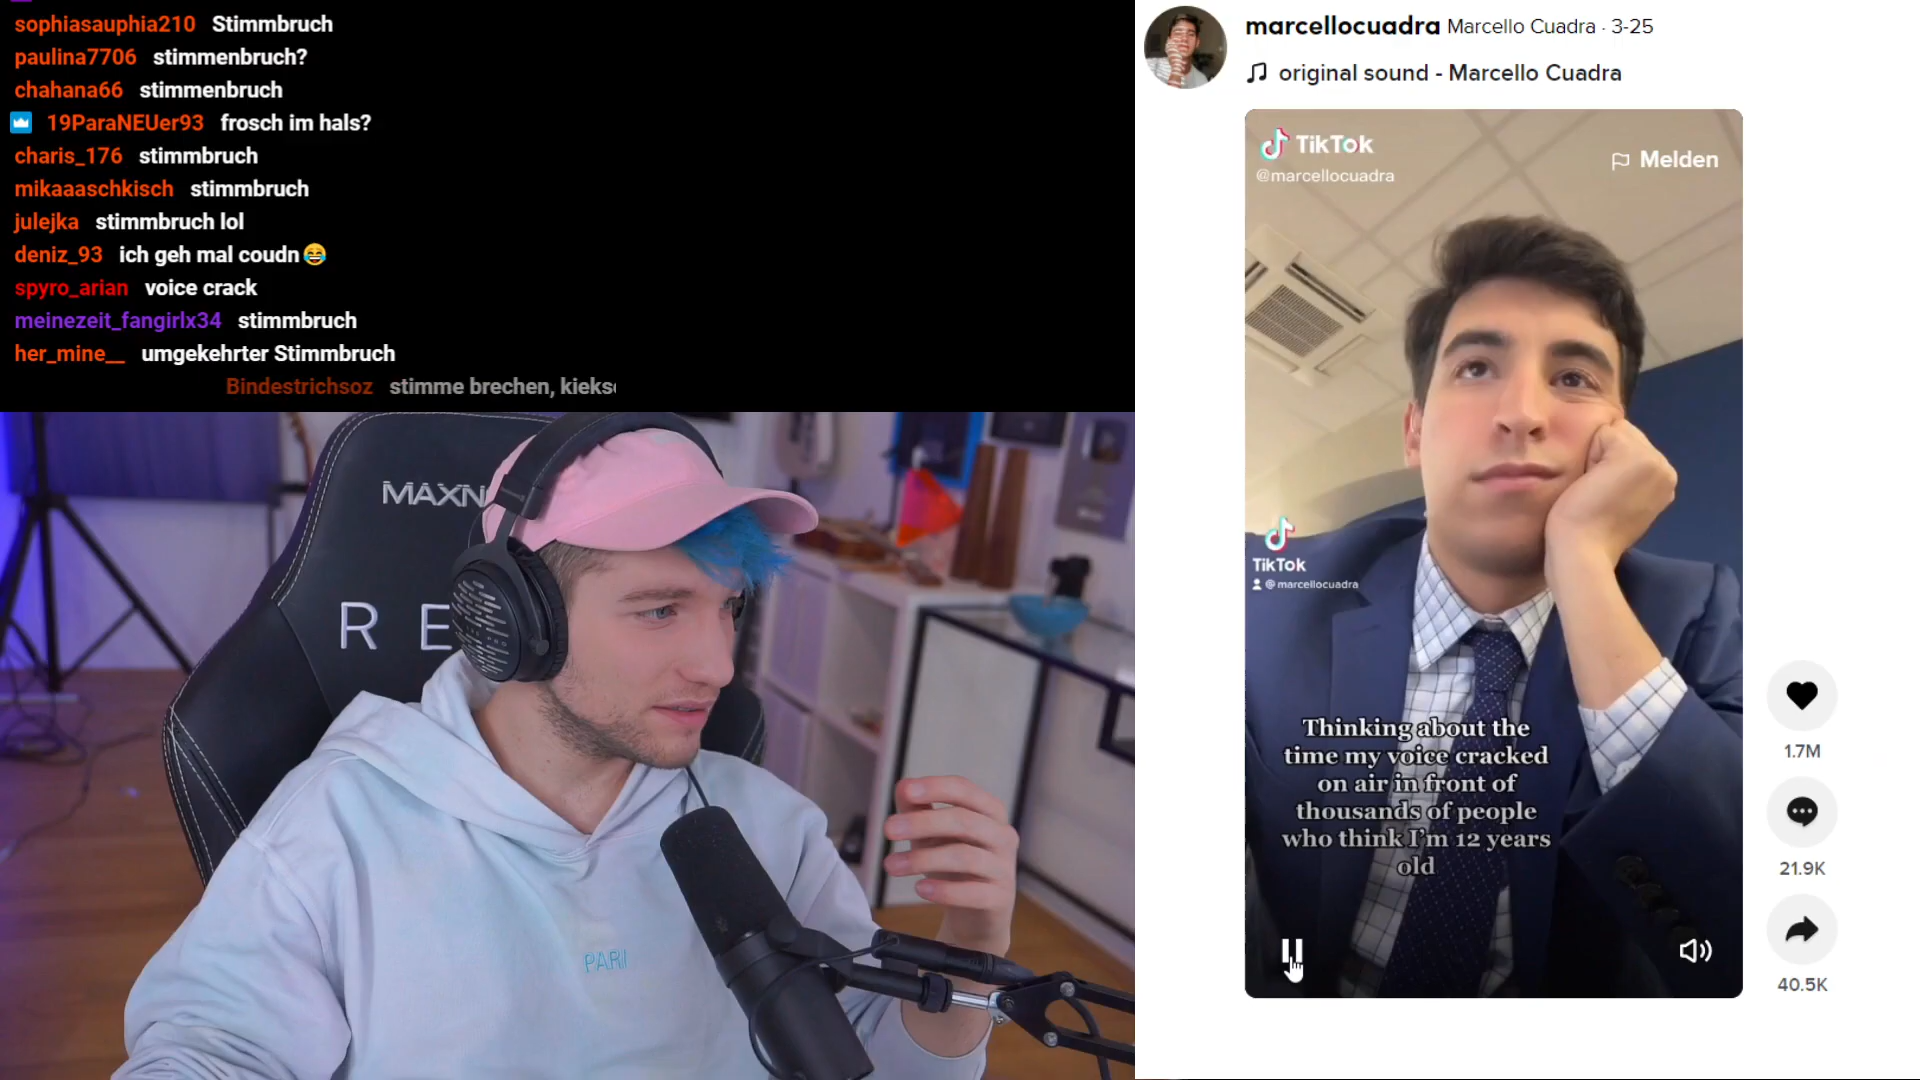 sophiasauphia210 Stimmbruch
paulina7706 stimmenbruch?
chahana66 stimmenbruch
19ParaNEUer93 frosch im hals?
charis_176 stimmbruch
mikaaaschkisch stimmbruch
julejka stimmbruch lol
deniz_93 ich geh mal coudn😂
spyro_arian voice crack
meinezeit_fangirlx34 stimmbruch
her_mine__ umgekehrter Stimmbruch
Bindestrichsoz stimme brechen, kiekse
MAXN
R E
PARI
marcellocuadra Marcello Cuadra · 3-25
original sound - Marcello Cuadra
TikTok
@marcellocuadra
Melden
TikTok
@marcellocuadra
Thinking about the
time my voice cracked
on air in front of
thousands of people
who think I'm 12 years
old
1.7M
21.9K
40.5K